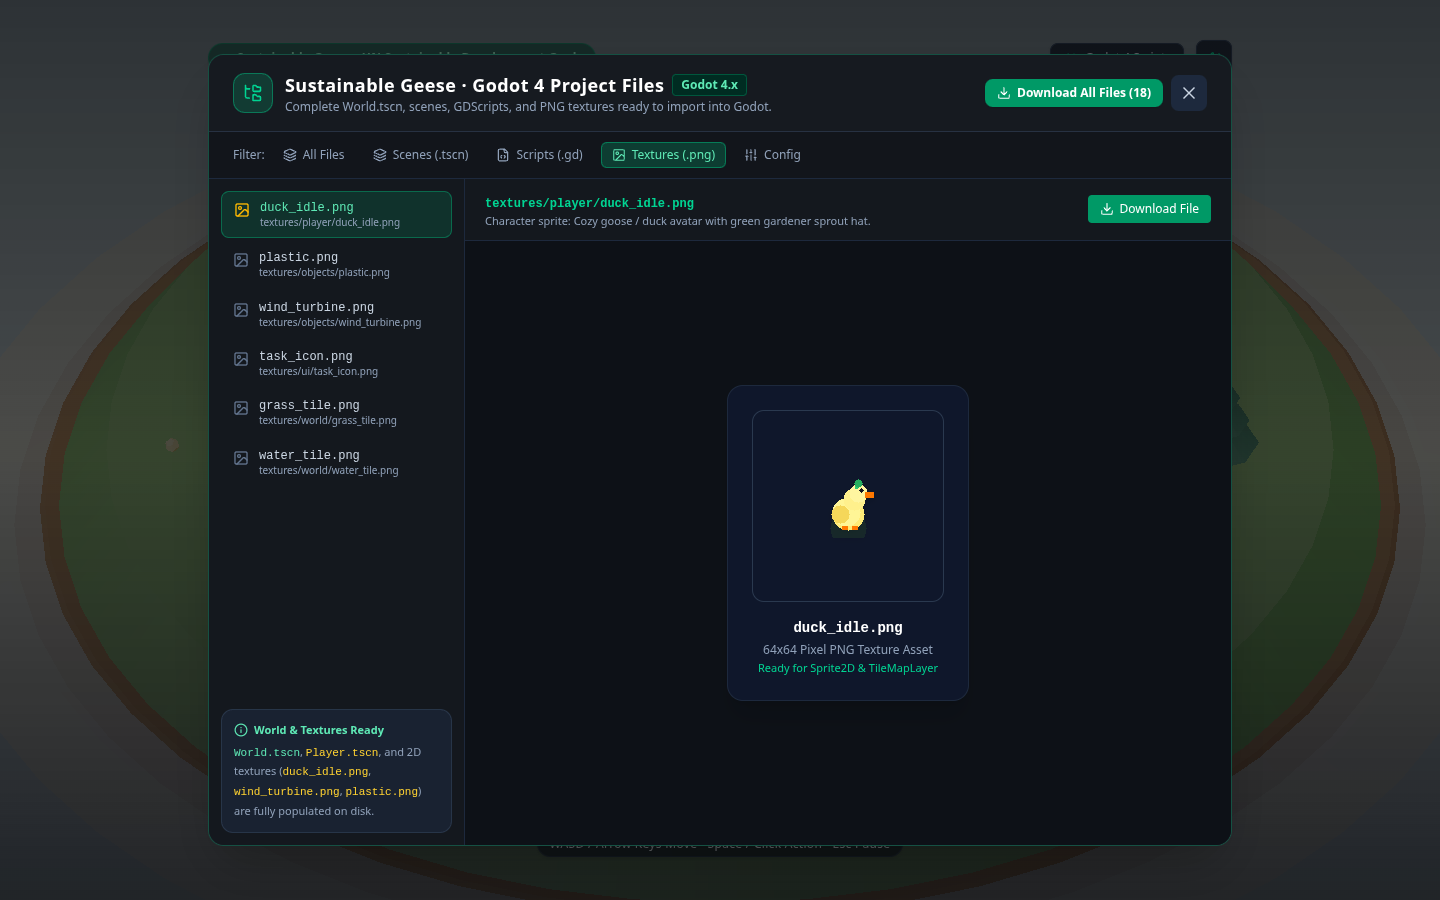 Sustainable Geese · Godot 4 Project Files
Godot 4.x
Complete World.tscn, scenes, GDScripts, and PNG textures ready to import into Godot.
Download All Files (18)
Filter:
All Files
Scenes (.tscn)
Scripts (.gd)
Textures (.png)
Config
duck_idle.png
textures/player/duck_idle.png
plastic.png
textures/objects/plastic.png
wind_turbine.png
textures/objects/wind_turbine.png
task_icon.png
textures/ui/task_icon.png
grass_tile.png
textures/world/grass_tile.png
water_tile.png
textures/world/water_tile.png
World & Textures Ready
World.tscn, Player.tscn, and 2D
textures (duck_idle.png,
wind_turbine.png, plastic.png)
are fully populated on disk.
textures/player/duck_idle.png
Character sprite: Cozy goose / duck avatar with green gardener sprout hat.
Download File
duck_idle.png
64x64 Pixel PNG Texture Asset
Ready for Sprite2D & TileMapLayer